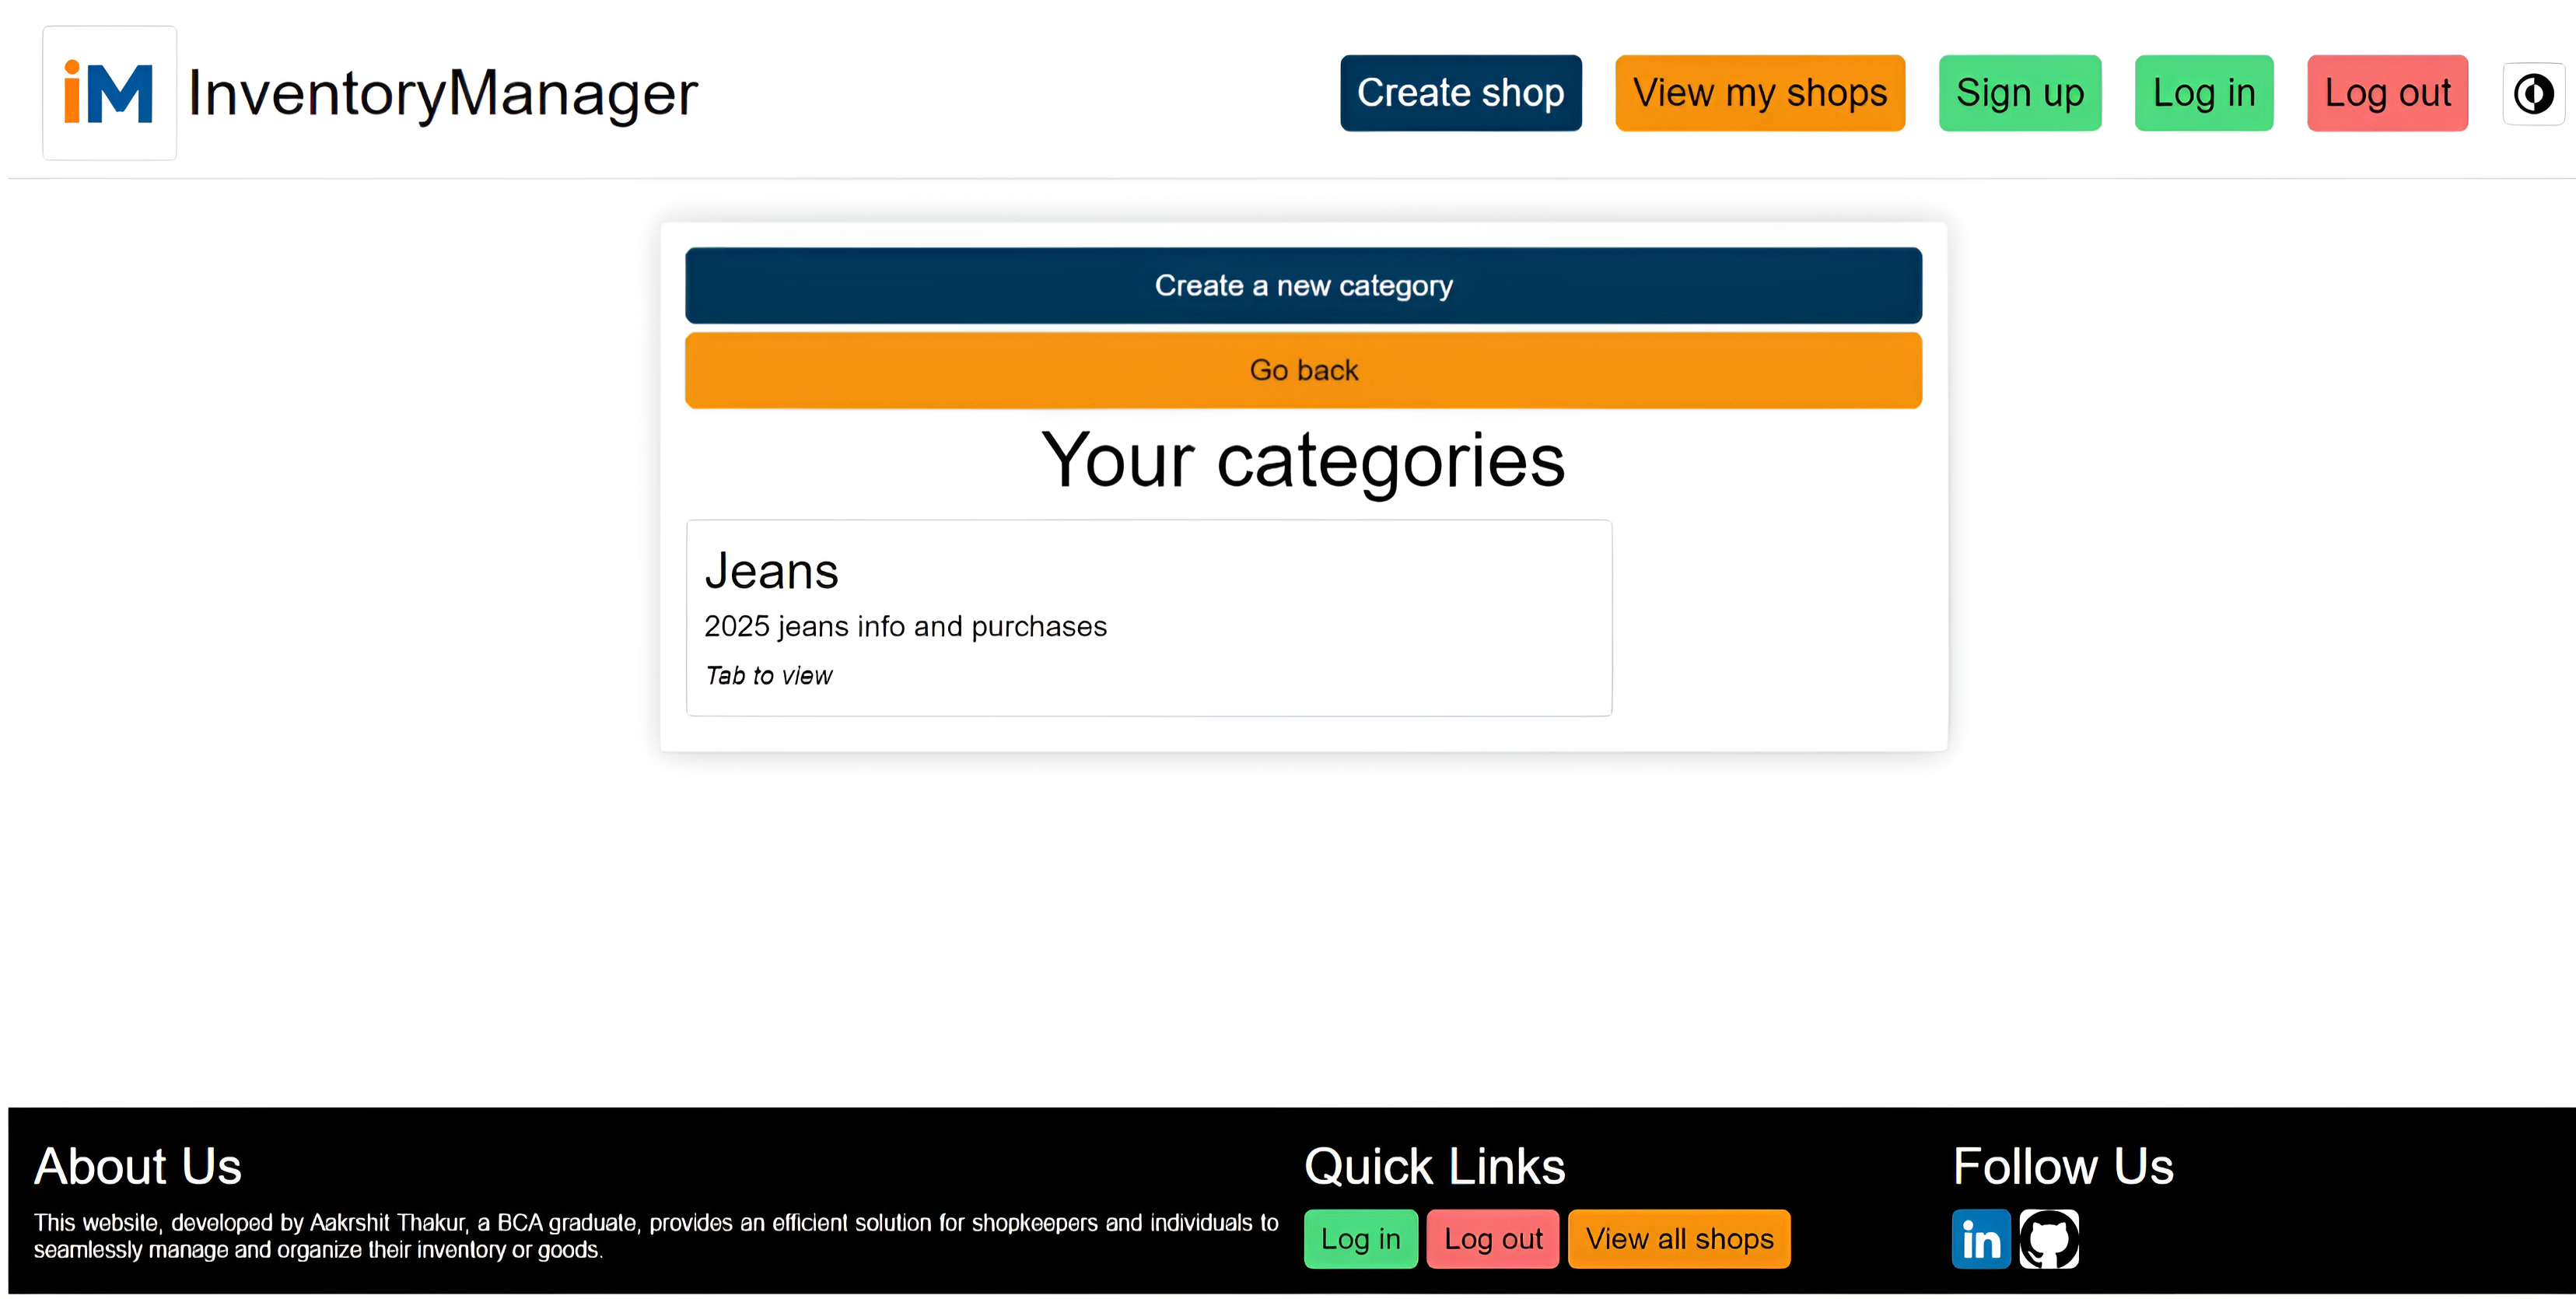 iM InventoryManager
Create shop
View my shops
Sign up
Log in
Log out
Create a new category
Go back
Your categories
Jeans
2025 jeans info and purchases
Tab to view
About Us
This website, developed by Aakrshit Thakur, a BCA graduate, provides an efficient solution for shopkeepers and individuals to
seamlessly manage and organize their inventory or goods.
Quick Links
Log in
Log out
View all shops
Follow Us
in